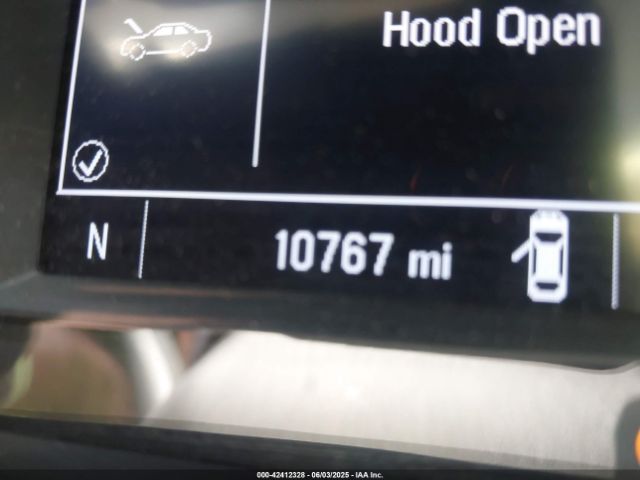 Hood Open
N 10767 mi
000-42412328 - 06/03/2025 - IAA Inc.